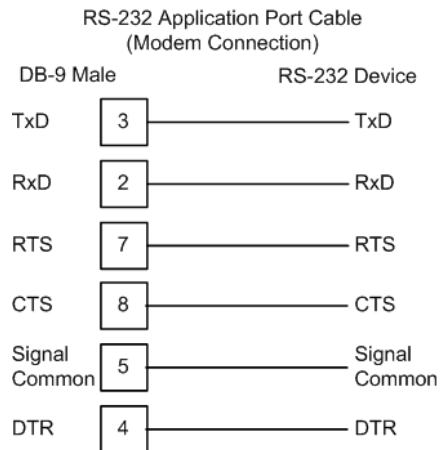 RS-232 Application Port Cable
(Modem Connection)
DB-9 Male RS-232 Device
TxD 3 TxD
RxD 2 RxD
RTS 7 RTS
CTS 8 CTS
Signal Common 5 Signal Common
DTR 4 DTR